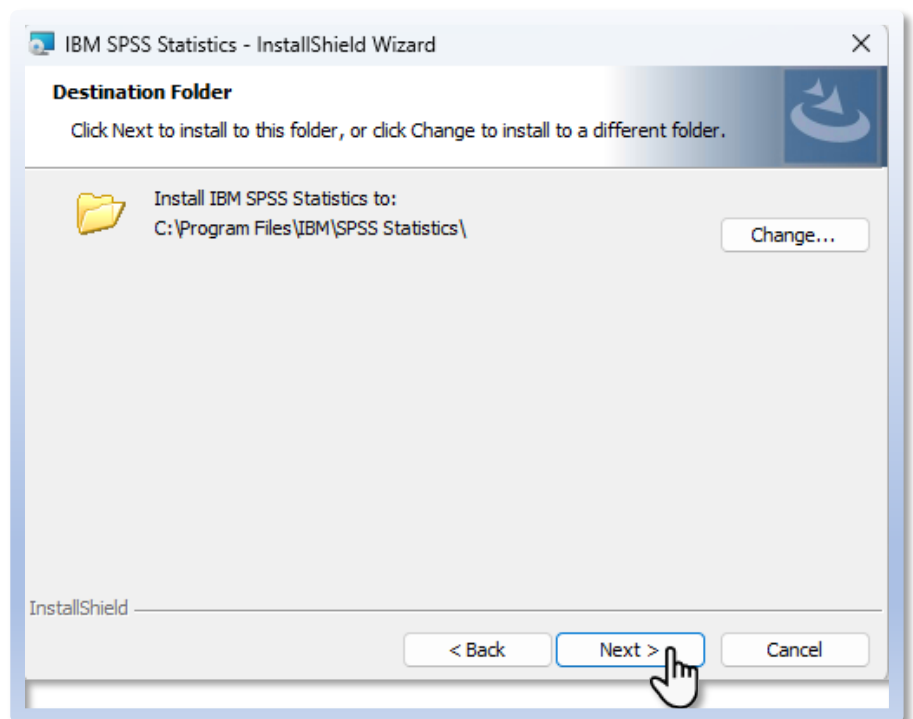 IBM SPSS Statistics - InstallShield Wizard
Destination Folder
Click Next to install to this folder, or click Change to install to a different folder.
Install IBM SPSS Statistics to:
C:\Program Files\IBM\SPSS Statistics\
Change...
InstallShield
< Back
Next >
Cancel